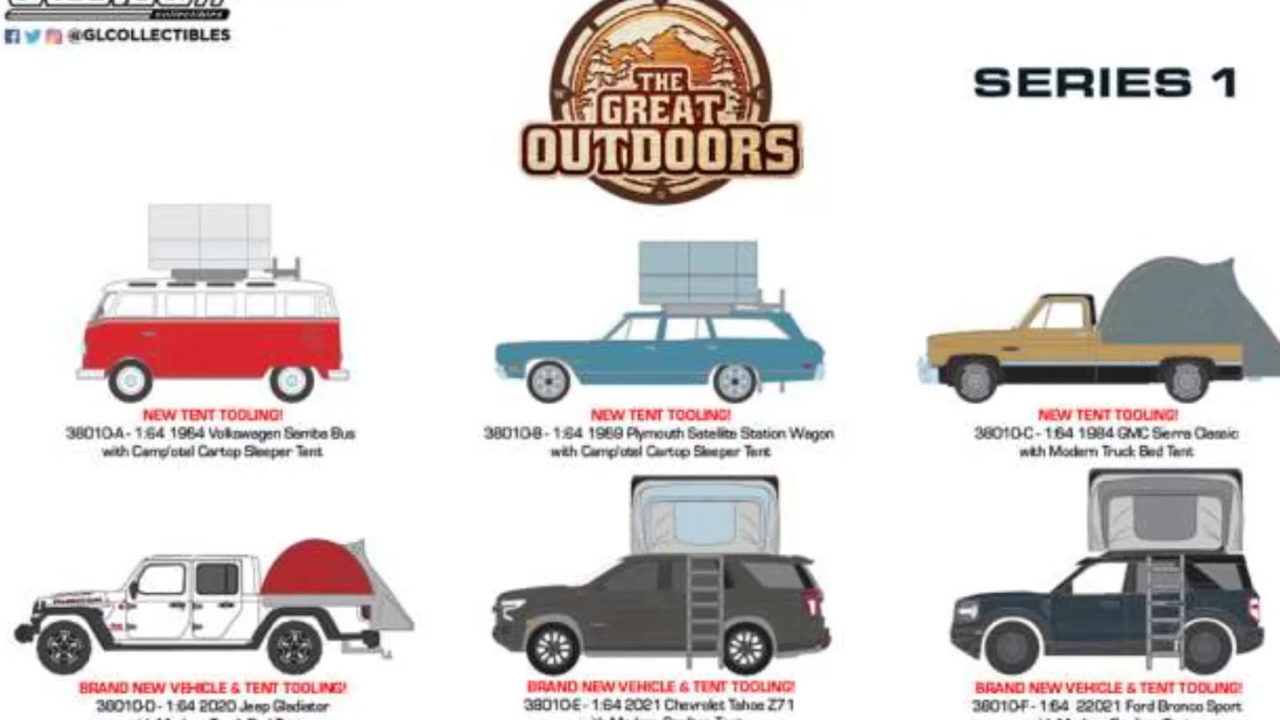 collectibles
@GLCOLLECTIBLES
THE
GREAT
OUTDOORS
SERIES 1
NEW TENT TOOLING!
38010-A - 1:64 1964 Volkswagen Samba Bus
with Camp'otel Cartop Sleeper Tent
NEW TENT TOOLING!
38010-B - 1:64 1969 Plymouth Satellite Station Wagon
with Camp'otel Cartop Sleeper Tent
NEW TENT TOOLING!
38010-C - 1:64 1984 GMC Sierra Classic
with Modern Truck Bed Tent
BRAND NEW VEHICLE & TENT TOOLING!
38010-D - 1:64 2020 Jeep Gladiator
BRAND NEW VEHICLE & TENT TOOLING!
38010-E - 1:64 2021 Chevrolet Tahoe Z71
BRAND NEW VEHICLE & TENT TOOLING!
38010-F - 1:64 22021 Ford Bronco Sport